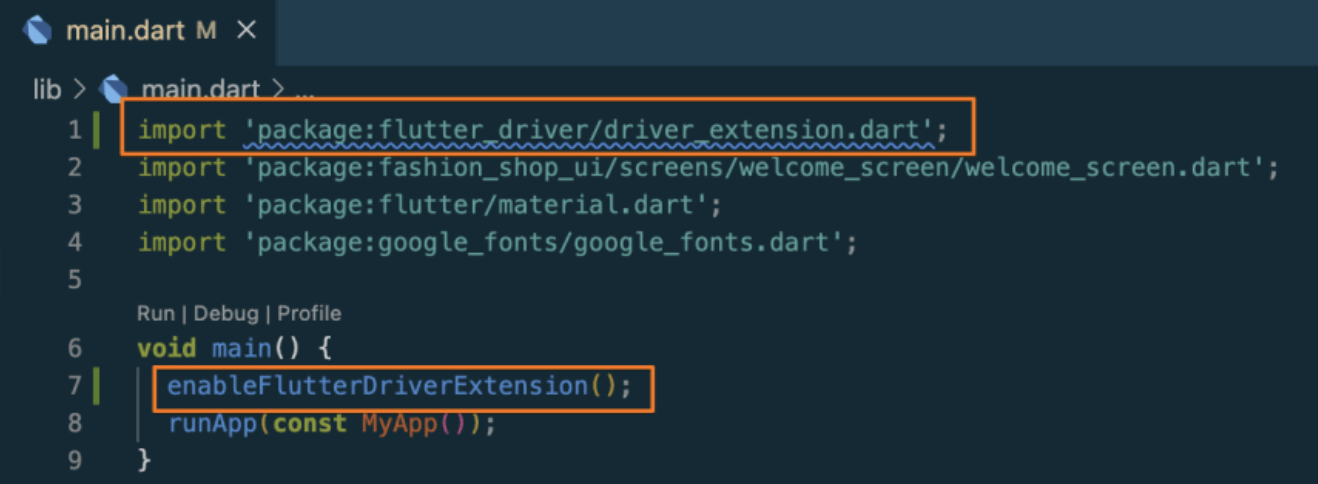 main.dart M
lib > main.dart > ...
1 import 'package:flutter_driver/driver_extension.dart';
2 import 'package:fashion_shop_ui/screens/welcome_screen/welcome_screen.dart';
3 import 'package:flutter/material.dart';
4 import 'package:google_fonts/google_fonts.dart';
5
Run | Debug | Profile
6 void main() {
7 enableFlutterDriverExtension();
8 runApp(const MyApp());
9 }